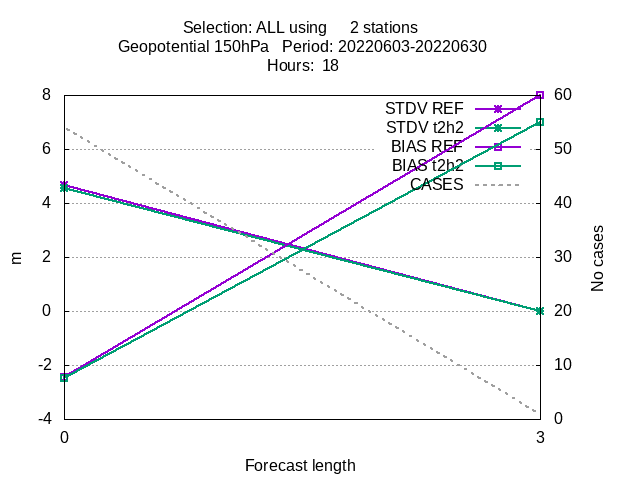 Selection: ALL using     2 stations
Geopotential 150hPa   Period: 20220603-20220630
Hours:  18
STDV REF
STDV t2h2
BIAS REF
BIAS t2h2
CASES
8
6
4
2
0
-2
-4
m
60
50
40
30
20
10
0
No cases
0
3
Forecast length